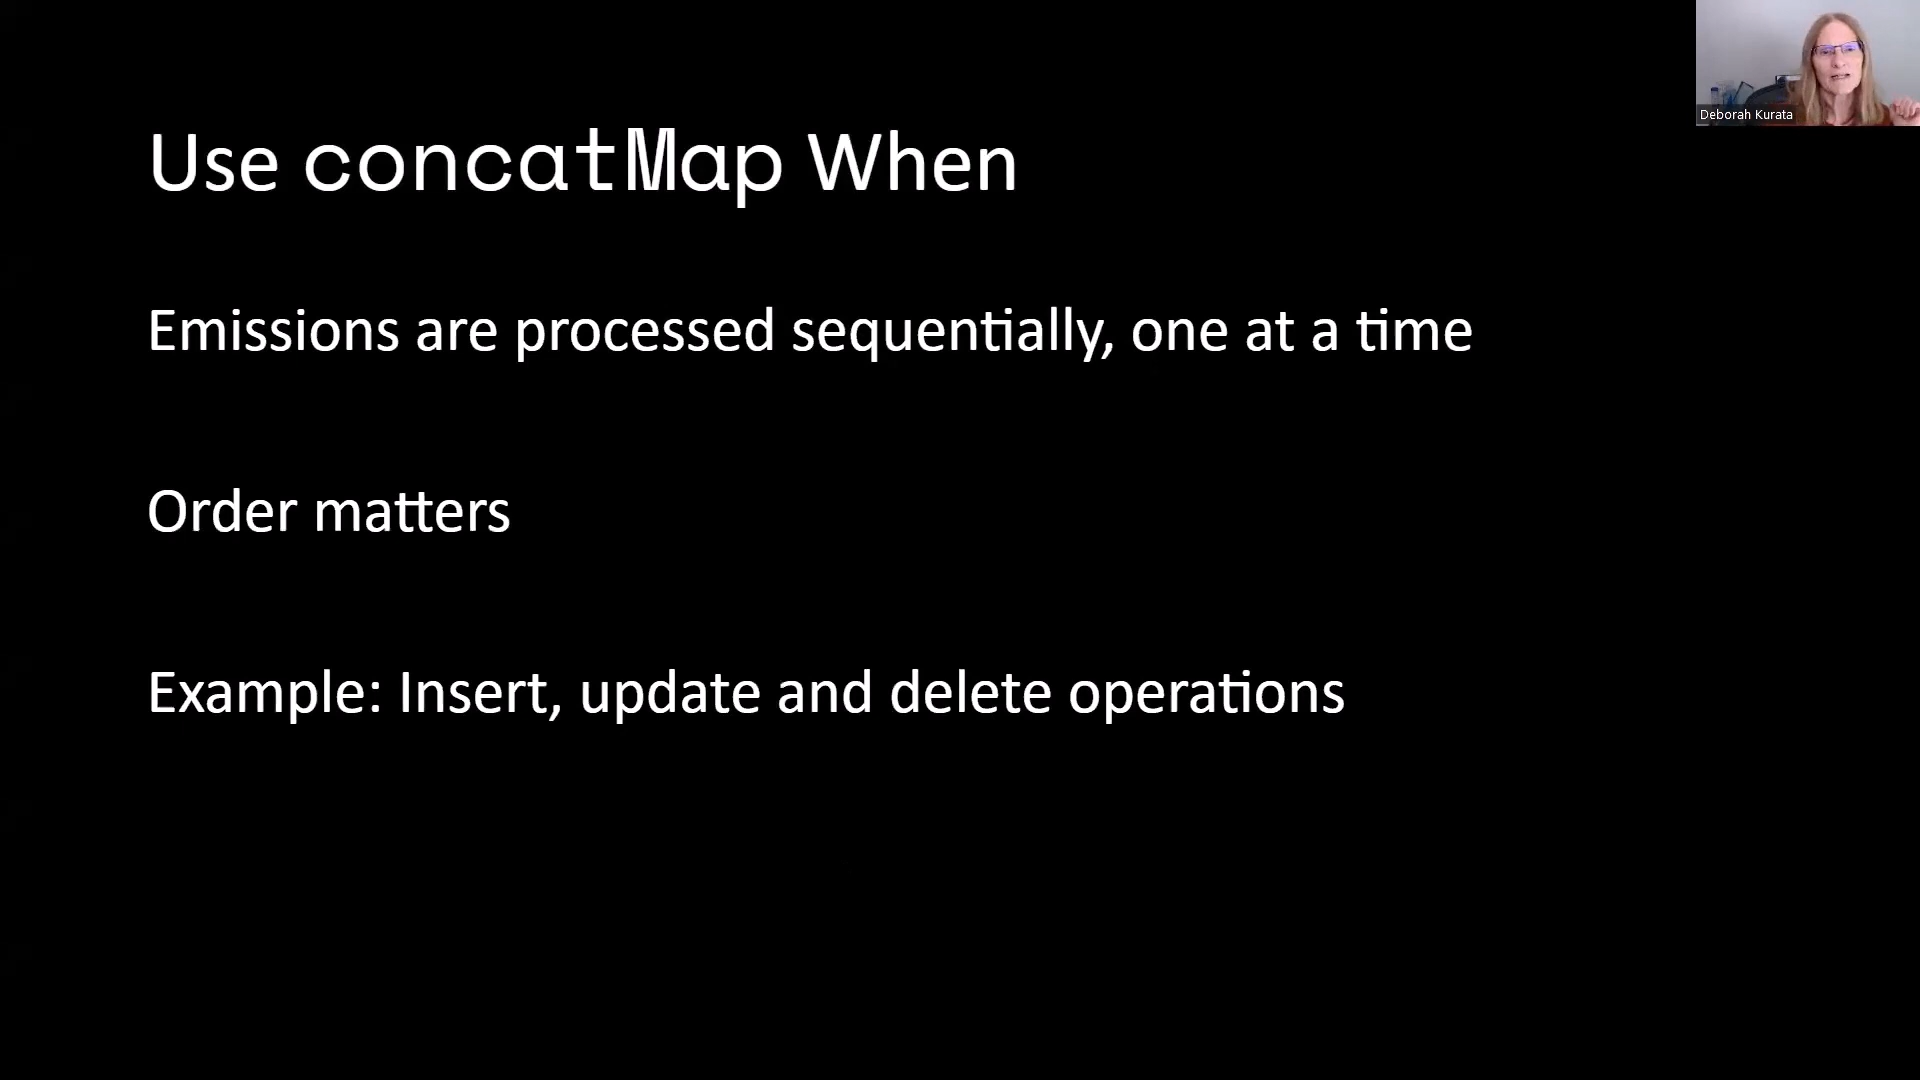 Deborah Kurata
Use concatMap When
Emissions are processed sequentially, one at a time
Order matters
Example: Insert, update and delete operations